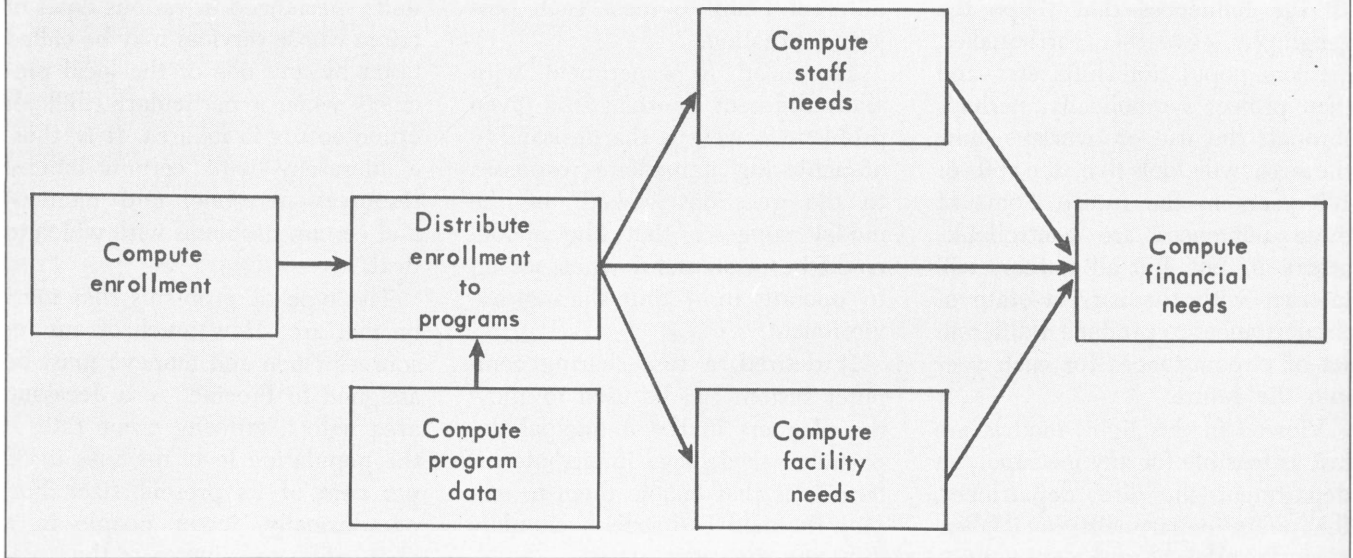 Compute
enrollment
Distribute
enrollment
to
programs
Compute
program
data
Compute
staff
needs
Compute
facility
needs
Compute
financial
needs